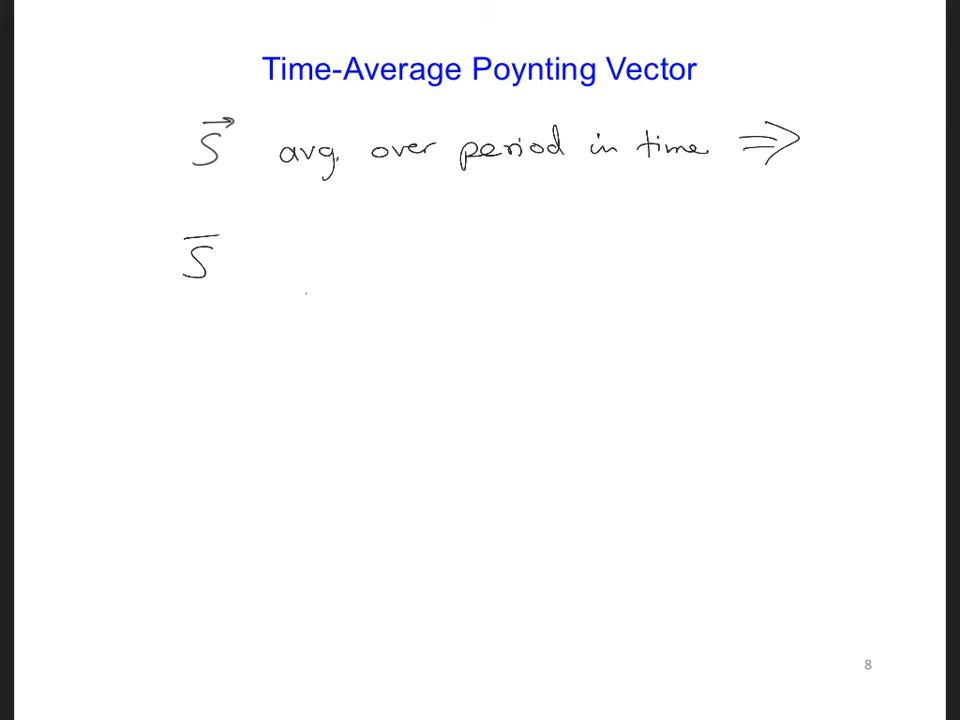 Time-Average Poynting Vector
S⃗ avg. over period in time ⇒
S̅
8